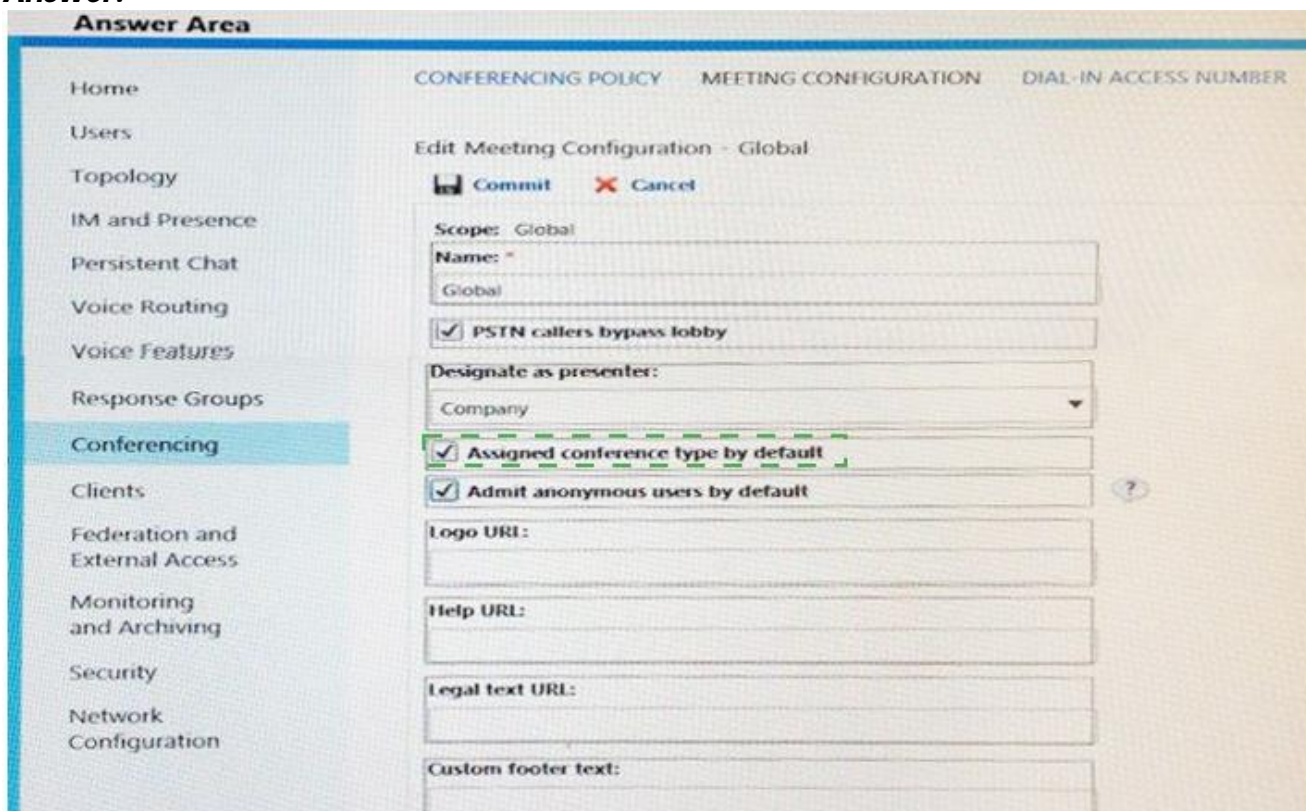 Answer:
Answer Area
Home
Users
Topology
IM and Presence
Persistent Chat
Voice Routing
Voice Features
Response Groups
Conferencing
Clients
Federation and
External Access
Monitoring
and Archiving
Security
Network
Configuration
CONFERENCING POLICY MEETING CONFIGURATION DIAL-IN ACCESS NUMBER
Edit Meeting Configuration - Global
Commit Cancel
Scope: Global
Name: *
Global
PSTN callers bypass lobby
Designate as presenter:
Company
Assigned conference type by default
Admit anonymous users by default
?
Logo URL:
Help URL:
Legal text URL:
Custom footer text: